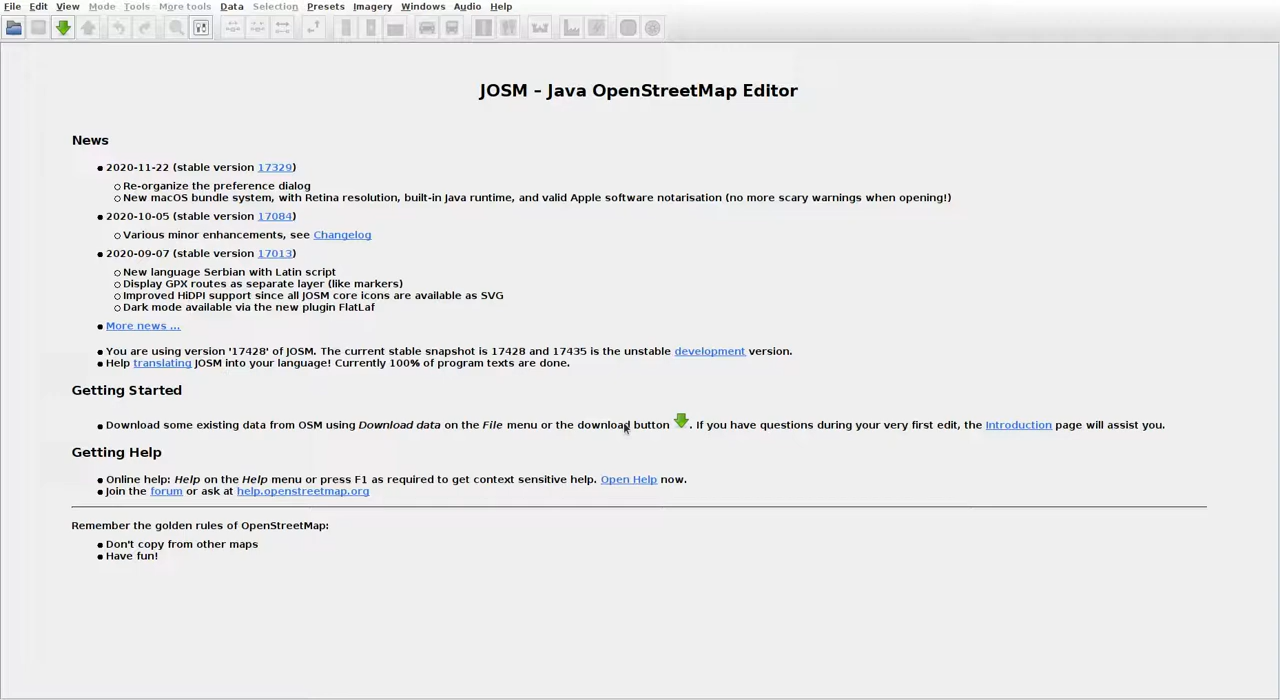 File Edit View Mode Tools More tools Data Selection Presets Imagery Windows Audio Help
JOSM – Java OpenStreetMap Editor
News
2020-11-22 (stable version 17329)
Re-organize the preference dialog
New macOS bundle system, with Retina resolution, built-in Java runtime, and valid Apple software notarisation (no more scary warnings when opening!)
2020-10-05 (stable version 17084)
Various minor enhancements, see Changelog
2020-09-07 (stable version 17013)
New language Serbian with Latin script
Display GPX routes as separate layer (like markers)
Improved HiDPI support since all JOSM core icons are available as SVG
Dark mode available via the new plugin FlatLaf
More news ...
You are using version '17428' of JOSM. The current stable snapshot is 17428 and 17435 is the unstable development version.
Help translating JOSM into your language! Currently 100% of program texts are done.
Getting Started
Download some existing data from OSM using Download data on the File menu or the download button . If you have questions during your very first edit, the Introduction page will assist you.
Getting Help
Online help: Help on the Help menu or press F1 as required to get context sensitive help. Open Help now.
Join the forum or ask at help.openstreetmap.org
Remember the golden rules of OpenStreetMap:
Don't copy from other maps
Have fun!